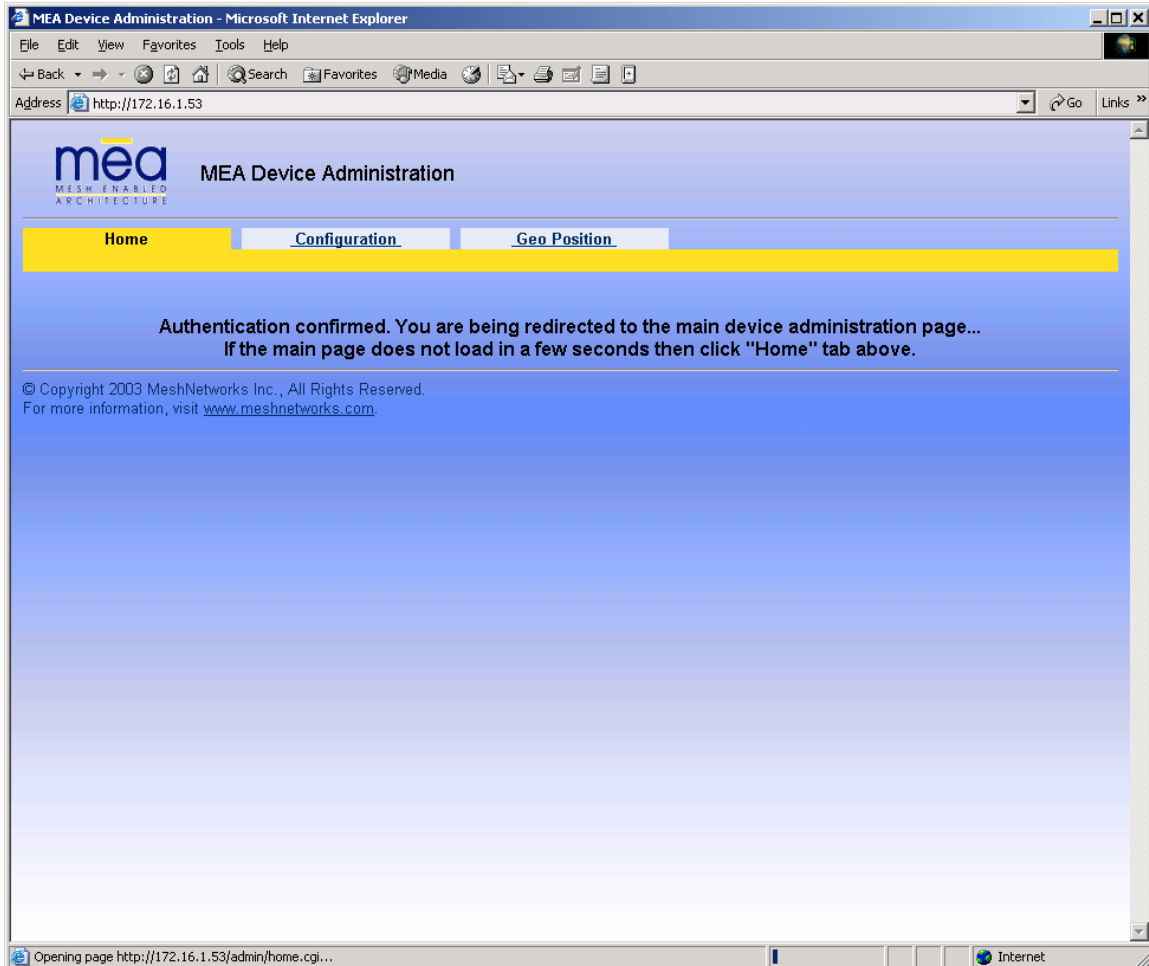 MEA Device Administration - Microsoft Internet Explorer
File Edit View Favorites Tools Help
Back Search Favorites Media
Address http://172.16.1.53 Go Links »
mea
MESH ENABLED
ARCHITECTURE
MEA Device Administration
Home Configuration Geo Position
Authentication confirmed. You are being redirected to the main device administration page...
If the main page does not load in a few seconds then click "Home" tab above.
© Copyright 2003 MeshNetworks Inc., All Rights Reserved.
For more information, visit www.meshnetworks.com.
Opening page http://172.16.1.53/admin/home.cgi... Internet